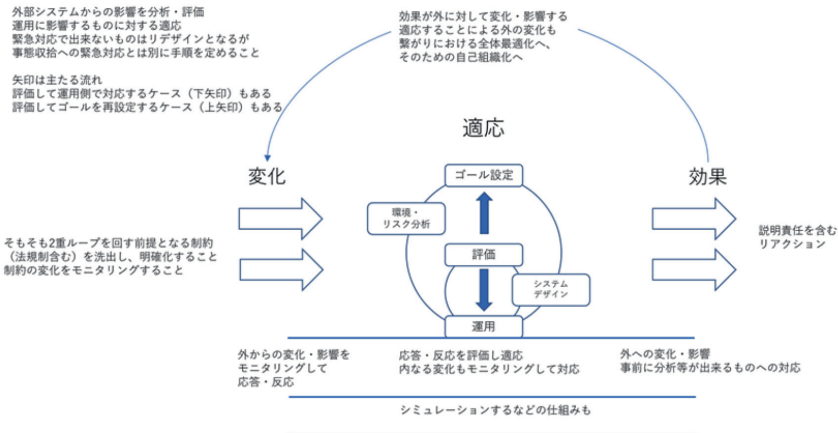 外部システムからの影響を分析・評価
運用に影響するものに対する適応
緊急対応で出来ないものはリデザインとなるが
事態収拾への緊急対応とは別に手順を定めること
矢印は主たる流れ
評価して運用側で対応するケース（下矢印）もある
評価してゴールを再設定するケース（上矢印）もある
効果が外に対して変化・影響する
適応することによる外の変化も
繋がりにおける全体最適化へ、
そのための自己組織化へ
変化
適応
効果
ゴール設定
環境・
リスク分析
評価
システム
デザイン
運用
そもそも2重ループを回す前提となる制約
（法規制含む）を洗出し、明確化すること
制約の変化をモニタリングすること
説明責任を含む
リアクション
外からの変化・影響を
モニタリングして
応答・反応
応答・反応を評価し適応
内なる変化もモニタリングして対応
外への変化・影響
事前に分析等が出来るものへの対応
シミュレーションするなどの仕組みも